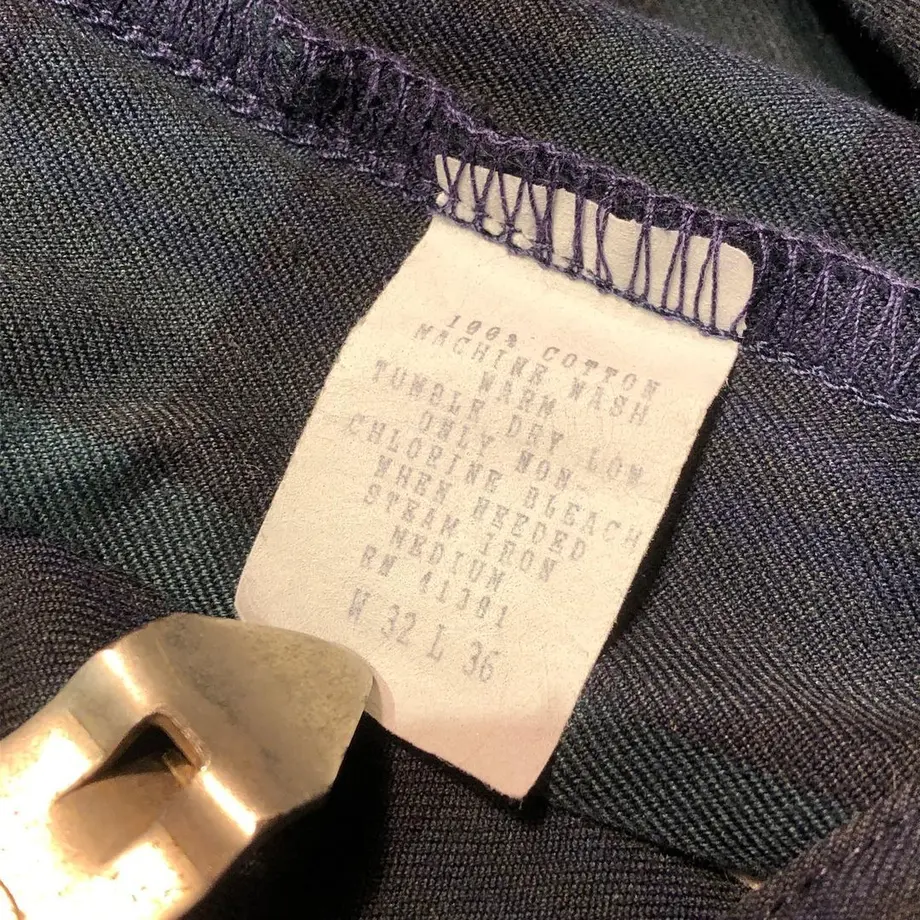 100% COTTON
MACHINE WASH
WARM
TUMBLE DRY LOW
ONLY NON-
CHLORINE BLEACH
WHEN NEEDED
STEAM IRON
MEDIUM
RN 41381
W 32 L 36